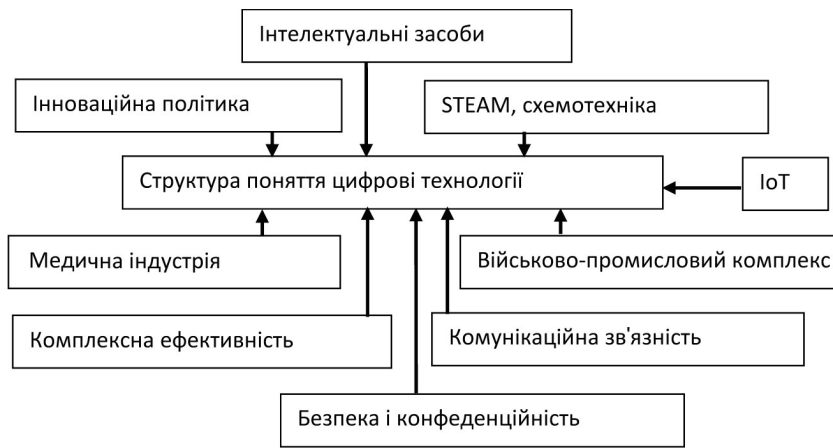 Інтелектуальні засоби
Інноваційна політика
STEAM, схемотехніка
Структура поняття цифрові технології
IoT
Медична індустрія
Військово-промисловий комплекс
Комплексна ефективність
Комунікаційна зв'язність
Безпека і конфеденційність